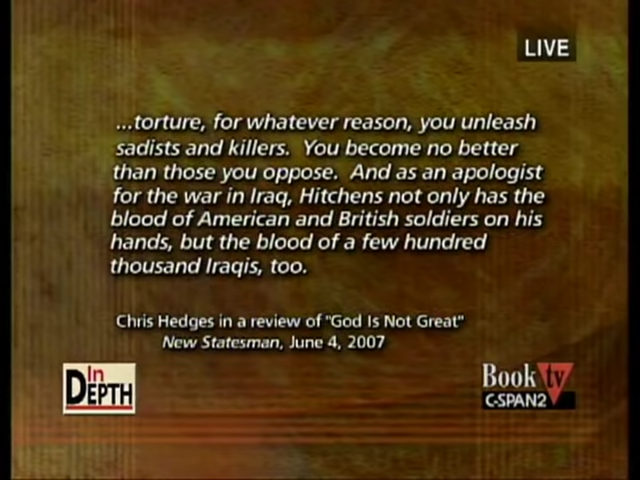 LIVE
...torture, for whatever reason, you unleash
sadists and killers. You become no better
than those you oppose. And as an apologist
for the war in Iraq, Hitchens not only has the
blood of American and British soldiers on his
hands, but the blood of a few hundred
thousand Iraqis, too.
Chris Hedges in a review of "God Is Not Great"
New Statesman, June 4, 2007
In
DEPTH
Book tv
C-SPAN2